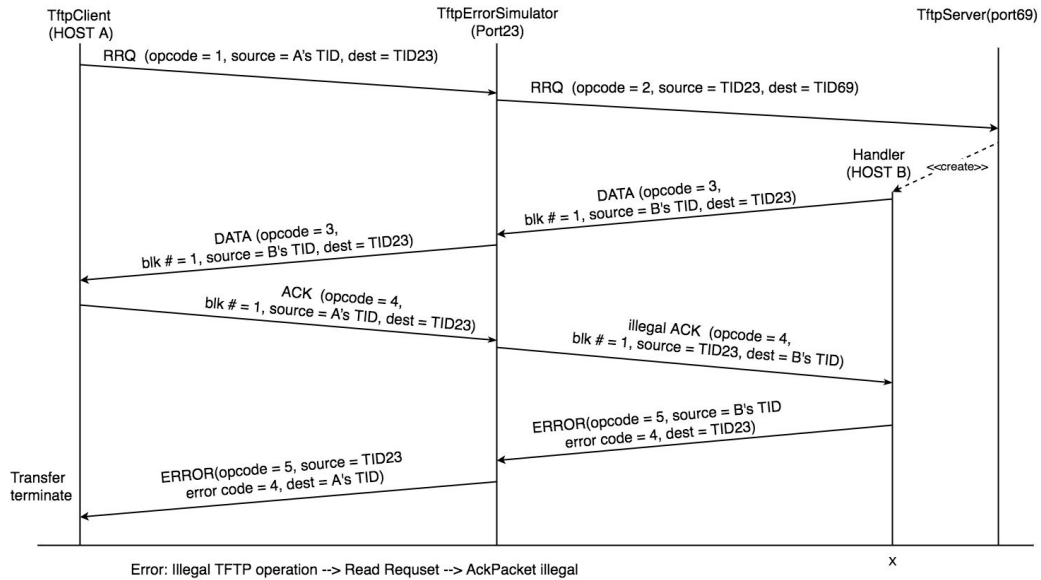 TftpClient
(HOST A)
TftpErrorSimulator
(Port23)
TftpServer(port69)
RRQ  (opcode = 1, source = A's TID, dest = TID23)
RRQ  (opcode = 2, source = TID23, dest = TID69)
Handler
(HOST B)
<<create>>
DATA (opcode = 3,
blk # = 1, source = B's TID, dest = TID23)
DATA (opcode = 3,
blk # = 1, source = B's TID, dest = TID23)
ACK  (opcode = 4,
blk # = 1, source = A's TID, dest = TID23)
illegal ACK  (opcode = 4,
blk # = 1, source = TID23, dest = B's TID)
ERROR(opcode = 5, source = B's TID
error code = 4, dest = TID23)
ERROR(opcode = 5, source = TID23
error code = 4, dest = A's TID)
Transfer
terminate
x
Error: Illegal TFTP operation --> Read Requset --> AckPacket illegal